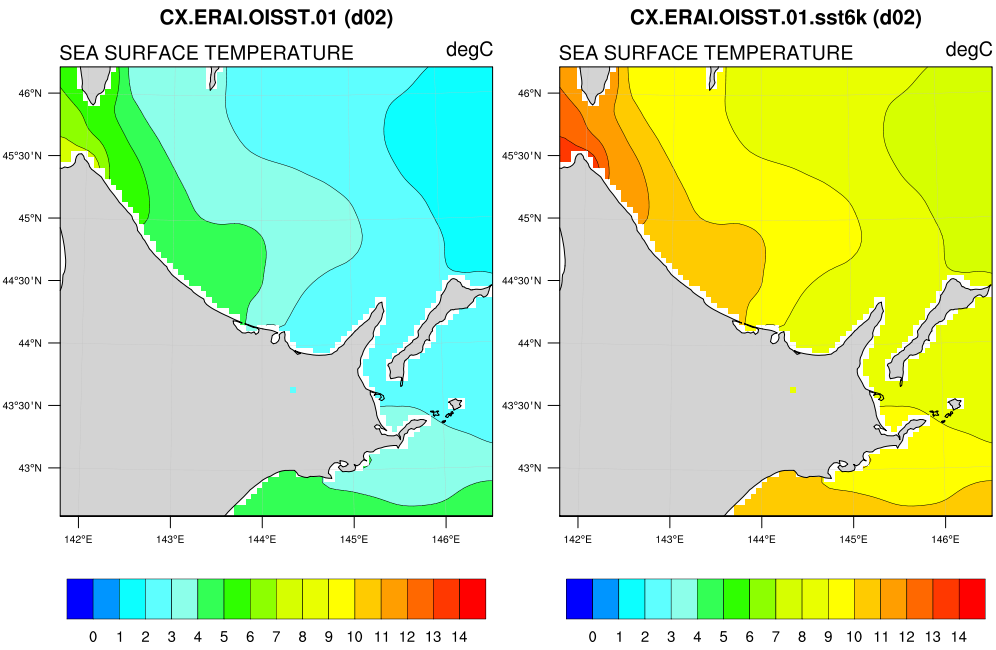 CX.ERAI.OISST.01 (d02)
SEA SURFACE TEMPERATURE degC
46°N
45°30'N
45°N
44°30'N
44°N
43°30'N
43°N
142°E 143°E 144°E 145°E 146°E
0 1 2 3 4 5 6 7 8 9 10 11 12 13 14
CX.ERAI.OISST.01.sst6k (d02)
SEA SURFACE TEMPERATURE degC
46°N
45°30'N
45°N
44°30'N
44°N
43°30'N
43°N
142°E 143°E 144°E 145°E 146°E
0 1 2 3 4 5 6 7 8 9 10 11 12 13 14